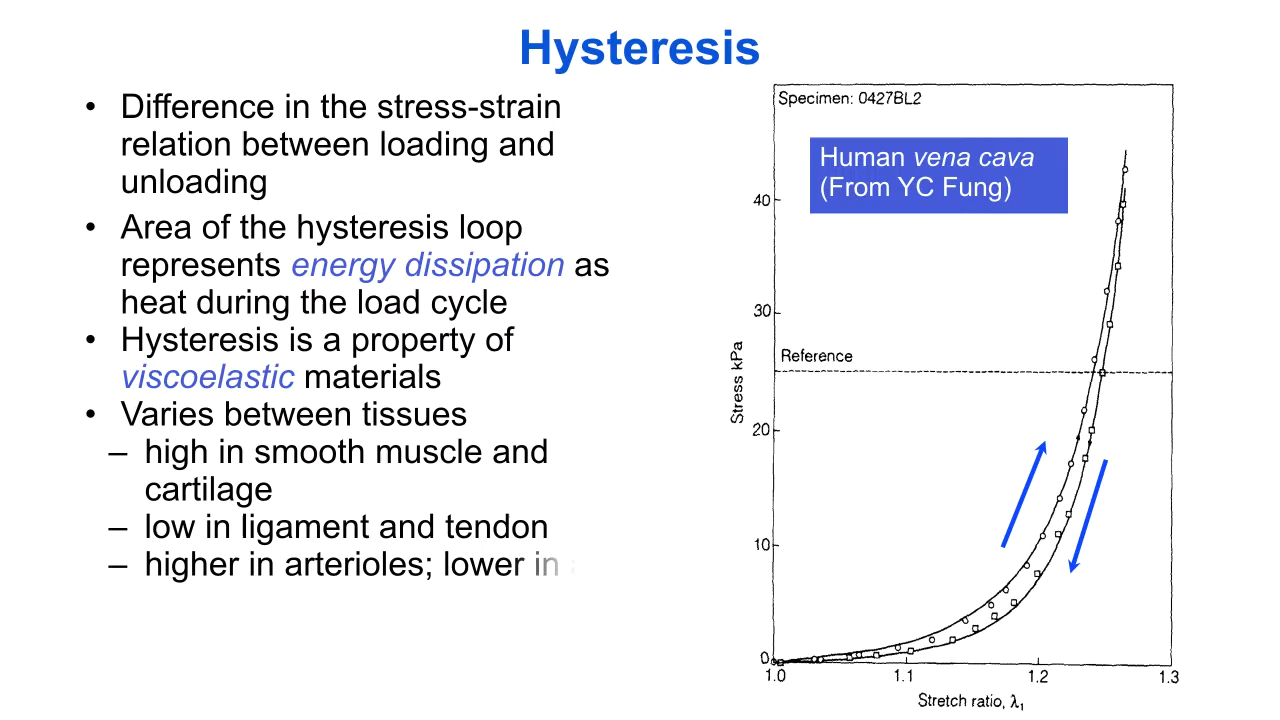 Hysteresis
• Difference in the stress-strain
relation between loading and
unloading
• Area of the hysteresis loop
represents energy dissipation as
heat during the load cycle
• Hysteresis is a property of
viscoelastic materials
• Varies between tissues
– high in smooth muscle and
cartilage
– low in ligament and tendon
– higher in arterioles; lower in
Specimen: 0427BL2
Human vena cava
(From YC Fung)
40
30
Reference
Stress kPa
20
10
0
1.0 1.1 1.2 1.3
Stretch ratio, λ₁